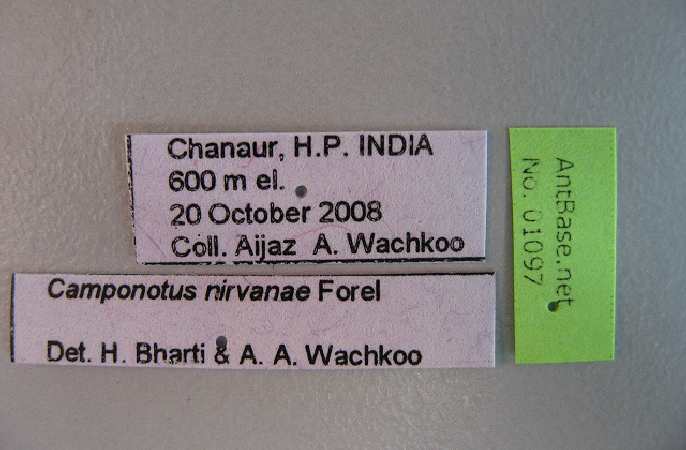 Chanaur, H.P. INDIA
600 m el.
20 October 2008
Coll. Aijaz A. Wachkoo
Camponotus nirvanae Forel
Det. H. Bharti & A. A. Wachkoo
AntBase.net
No. 01097